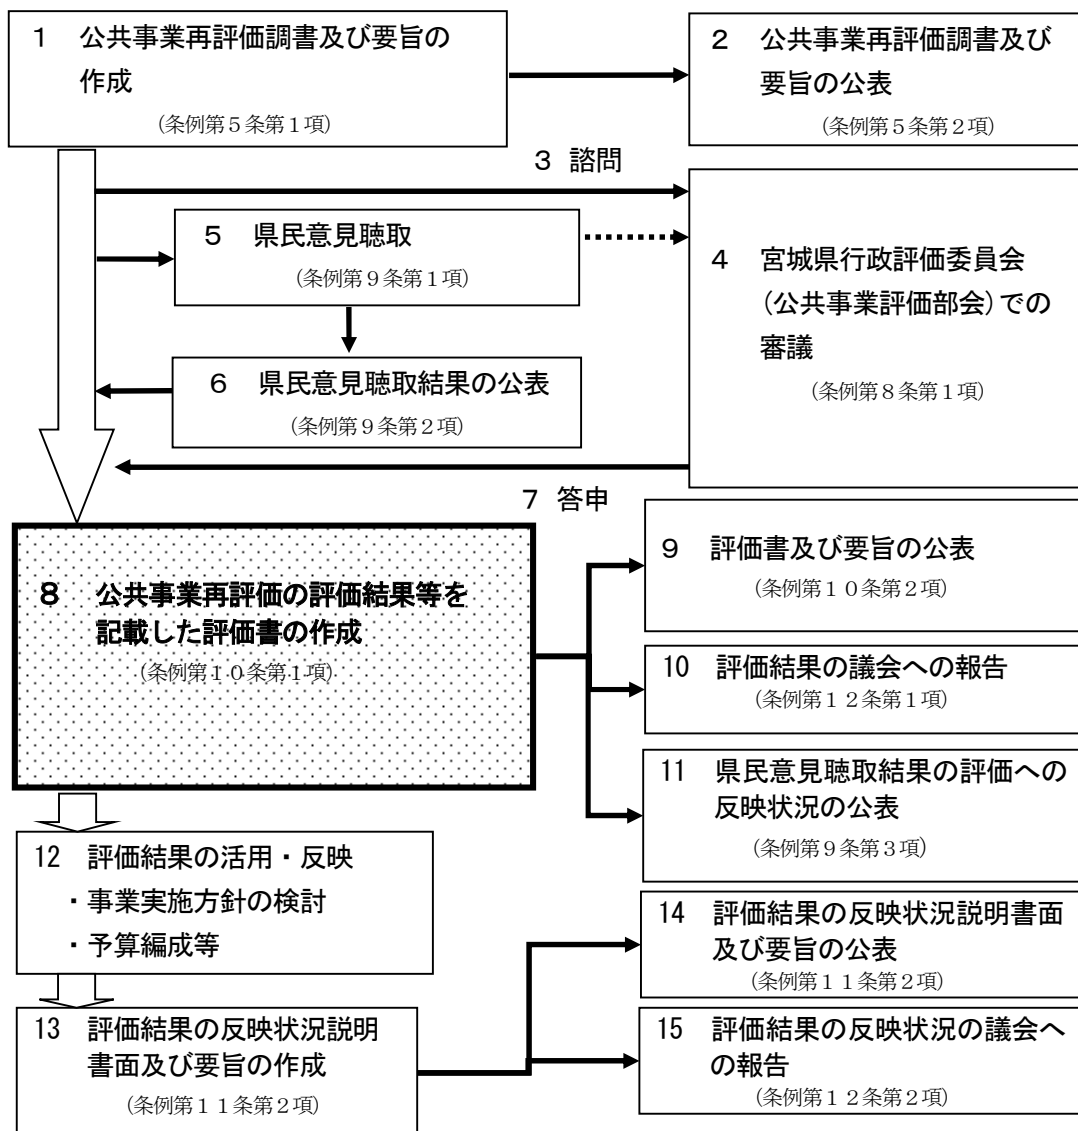 1 公共事業再評価調書及び要旨の
作成
(条例第５条第１項)
2 公共事業再評価調書及び
要旨の公表
(条例第５条第２項)
3 諮問
4 宮城県行政評価委員会
(公共事業評価部会)での
審議
(条例第８条第１項)
5 県民意見聴取
(条例第９条第１項)
6 県民意見聴取結果の公表
(条例第９条第２項)
7 答申
8 公共事業再評価の評価結果等を
記載した評価書の作成
(条例第１０条第１項)
9 評価書及び要旨の公表
(条例第１０条第２項)
10 評価結果の議会への報告
(条例第１２条第１項)
11 県民意見聴取結果の評価への
反映状況の公表
(条例第９条第３項)
12 評価結果の活用・反映
・事業実施方針の検討
・予算編成等
13 評価結果の反映状況説明
書面及び要旨の作成
(条例第１１条第２項)
14 評価結果の反映状況説明書面
及び要旨の公表
(条例第１１条第２項)
15 評価結果の反映状況の議会へ
の報告
(条例第１２条第２項)